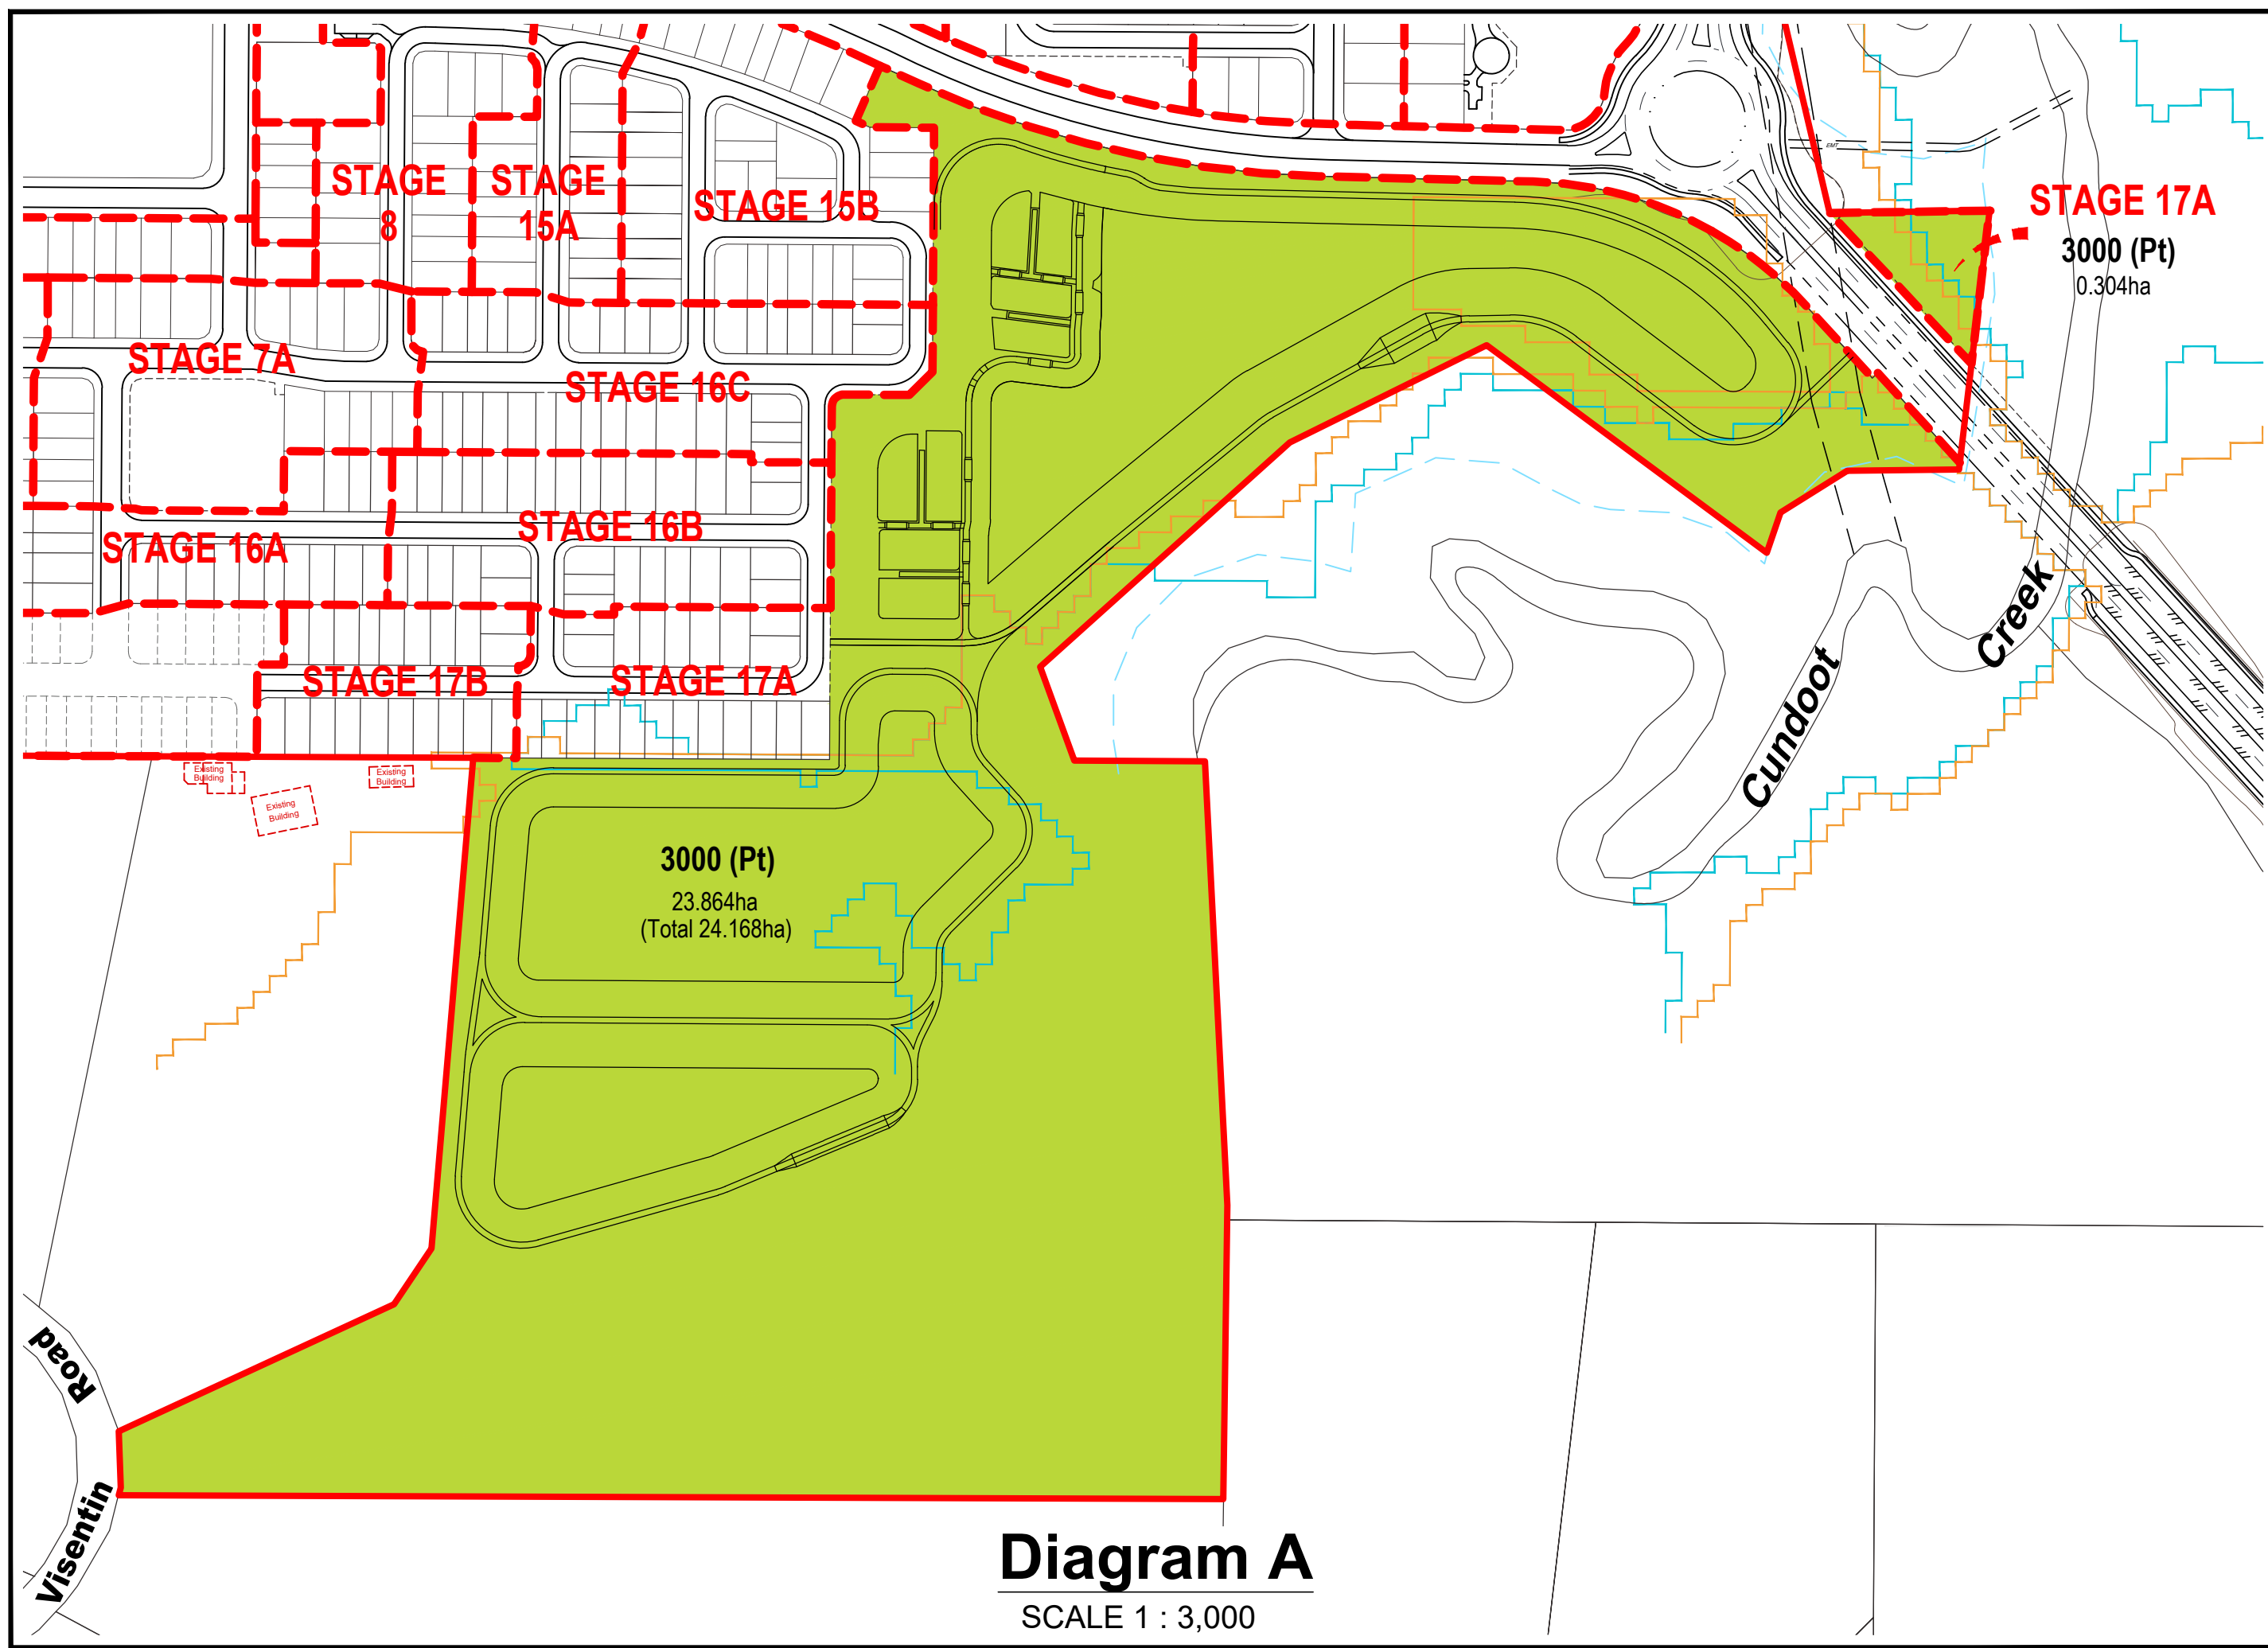 EMT
STAGE
8
STAGE
15A
STAGE 15B
STAGE 17A
3000 (Pt)
0.304ha
STAGE 7A
STAGE 16C
STAGE 16A
STAGE 16B
STAGE 17B
STAGE 17A
Creek
Cundoot
Existing
Building
Existing
Building
Existing
Building
3000 (Pt)
23.864ha
(Total 24.168ha)
Road
Visentin
Diagram A
SCALE 1 : 3,000